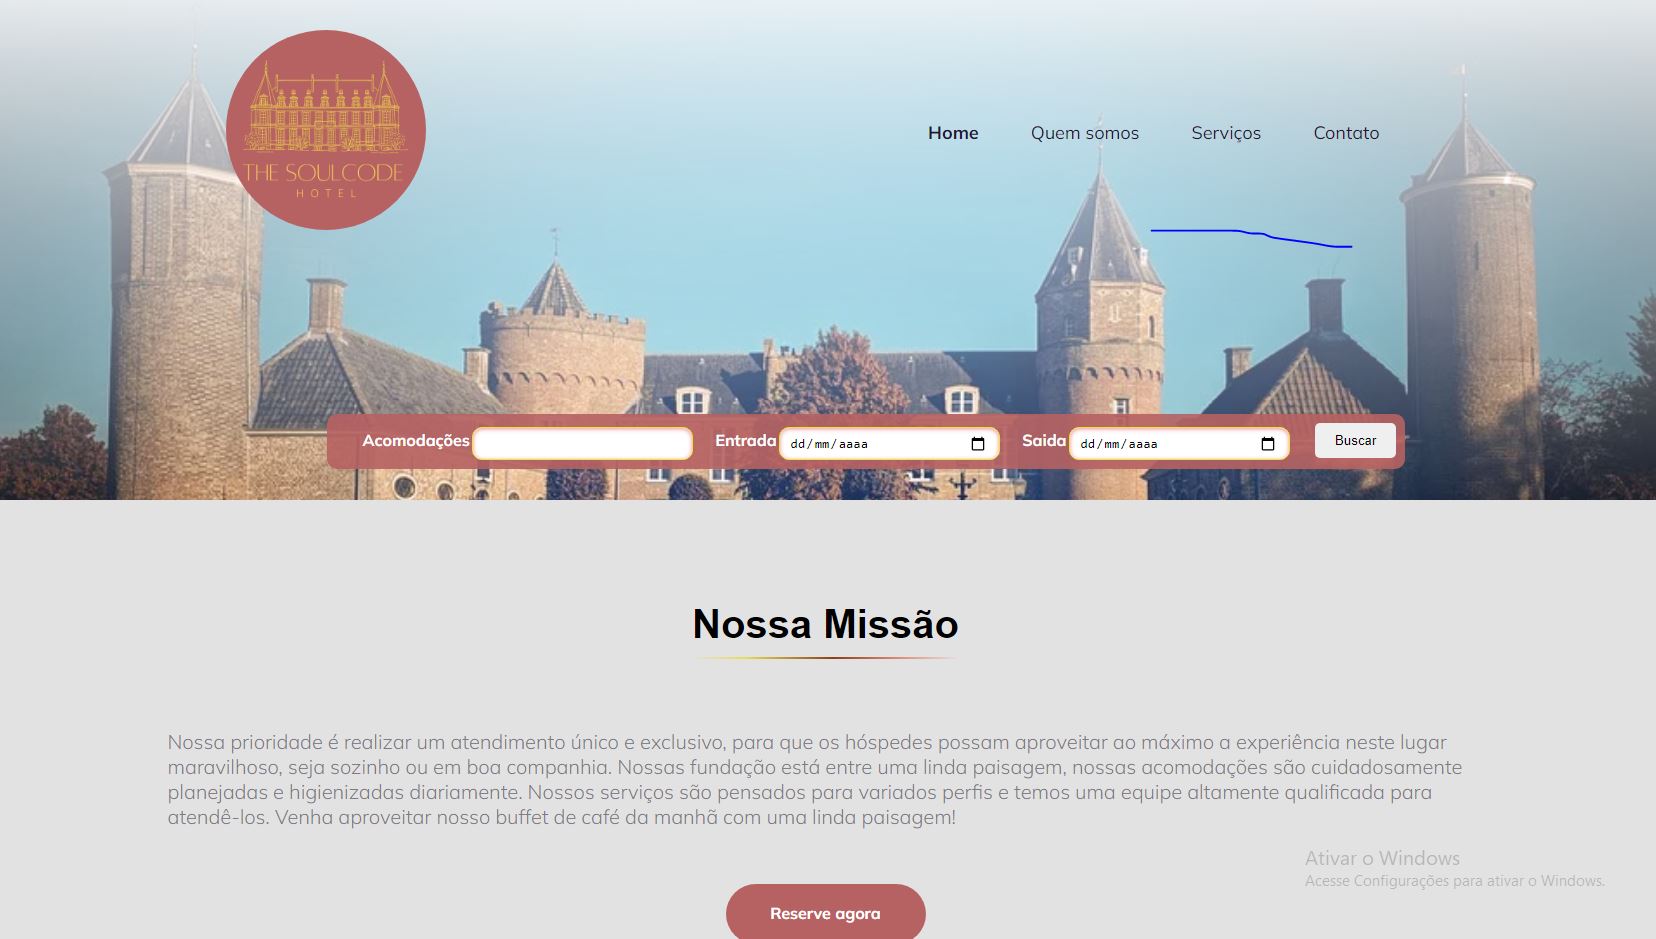 THE SOULCODE
HOTEL
Home Quem somos Serviços Contato
Acomodações Entrada dd/mm/aaaa Saida dd/mm/aaaa Buscar
Nossa Missão
Nossa prioridade é realizar um atendimento único e exclusivo, para que os hóspedes possam aproveitar ao máximo a experiência neste lugar
maravilhoso, seja sozinho ou em boa companhia. Nossas fundação está entre uma linda paisagem, nossas acomodações são cuidadosamente
planejadas e higienizadas diariamente. Nossos serviços são pensados para variados perfis e temos uma equipe altamente qualificada para
atendê-los. Venha aproveitar nosso buffet de café da manhã com uma linda paisagem!
Ativar o Windows
Acesse Configurações para ativar o Windows.
Reserve agora